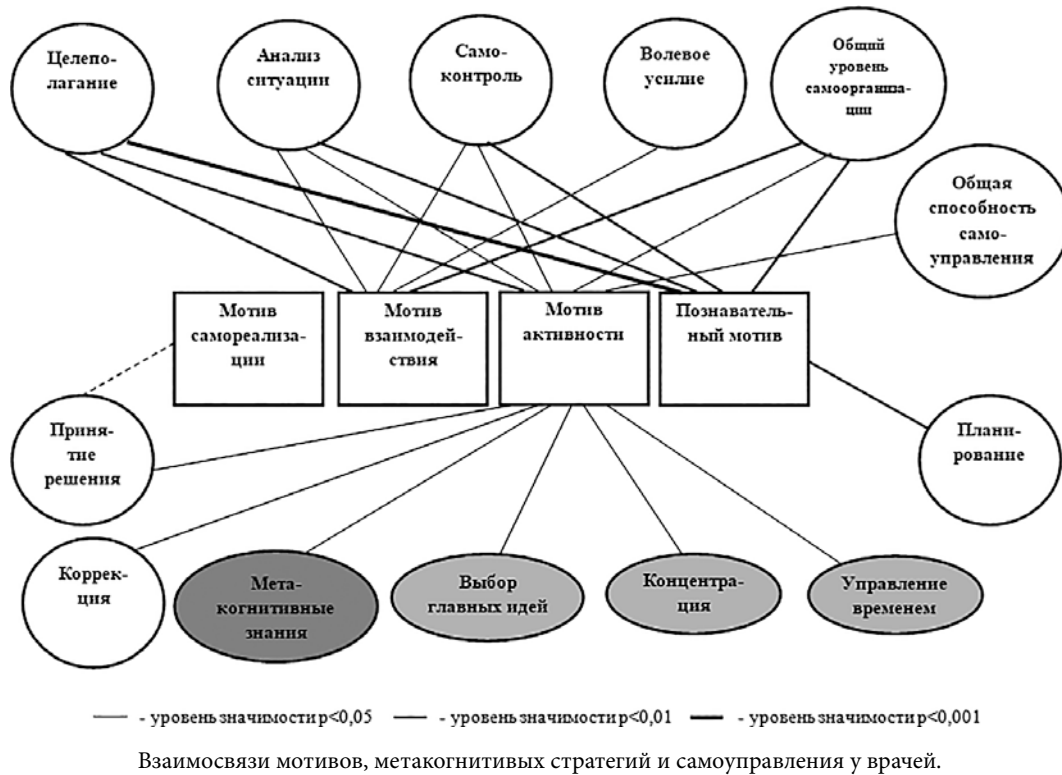 Целепо-
лагание
Анализ
ситуации
Само-
контроль
Волевое
усилие
Общий
уровень
самоорганиза-
ции
Общая
способность
само-
управления
Мотив
самореализа-
ции
Мотив
взаимодей-
ствия
Мотив
активности
Познаватель-
ный мотив
Приня-
тие
решения
Плани-
рование
Коррек-
ция
Мета-
когнитивные
знания
Выбор
главных идей
Концентра-
ция
Управление
временем
- уровень значимости p<0,05 - уровень значимости p<0,01 - уровень значимости p<0,001
Взаимосвязи мотивов, метакогнитивых стратегий и самоуправления у врачей.